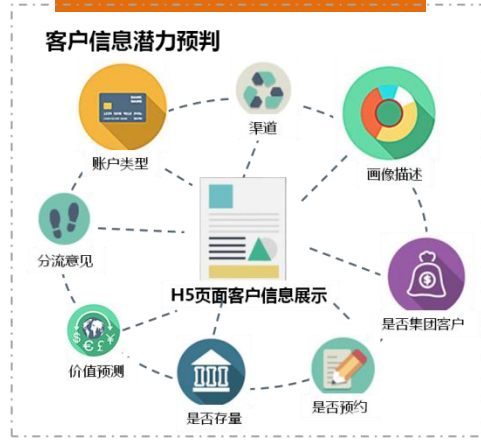 客户信息潜力预判
渠道
账户类型
画像描述
分流意见
H5页面客户信息展示
是否集团客户
价值预测
是否存量
是否预约